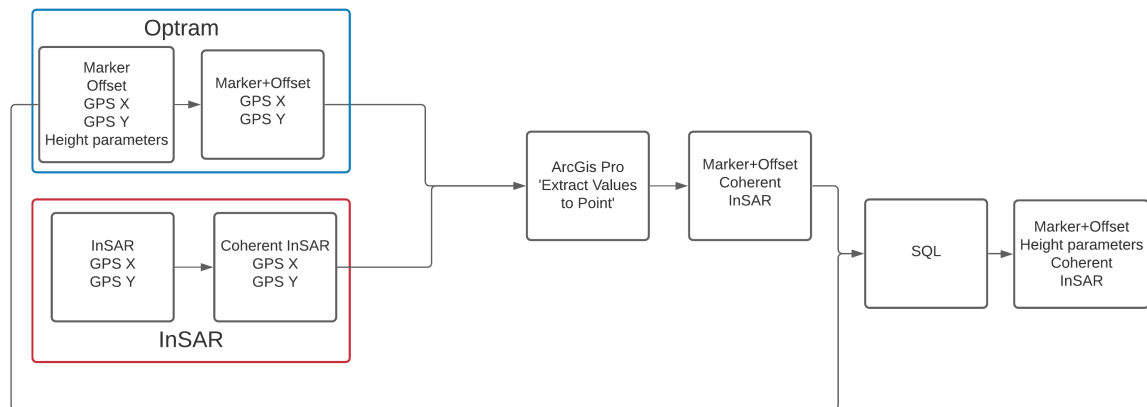 Optram
Marker
Offset
GPS X
GPS Y
Height parameters
Marker+Offset
GPS X
GPS Y
InSAR
GPS X
GPS Y
Coherent InSAR
GPS X
GPS Y
InSAR
ArcGis Pro
'Extract Values
to Point'
Marker+Offset
Coherent
InSAR
SQL
Marker+Offset
Height parameters
Coherent
InSAR